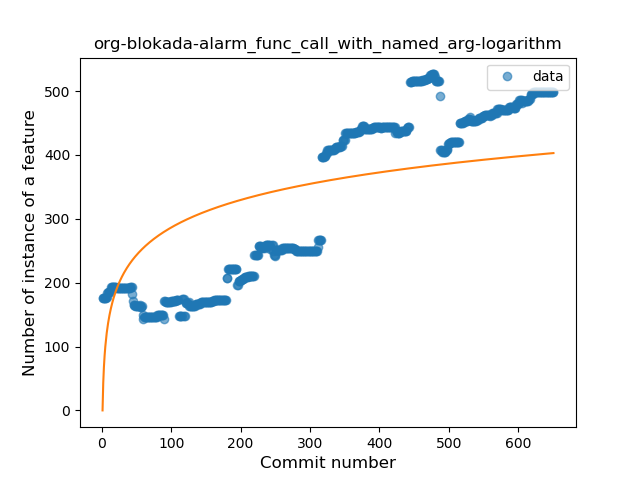 org-blokada-alarm_func_call_with_named_arg-logarithm
data
Number of instance of a feature
500
400
300
200
100
0
0 100 200 300 400 500 600
Commit number